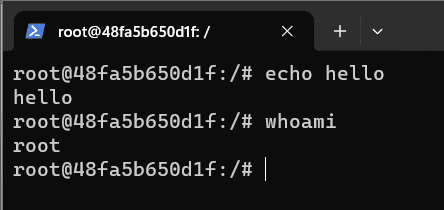 root@48fa5b650d1f: /
root@48fa5b650d1f:/# echo hello
hello
root@48fa5b650d1f:/# whoami
root
root@48fa5b650d1f:/#